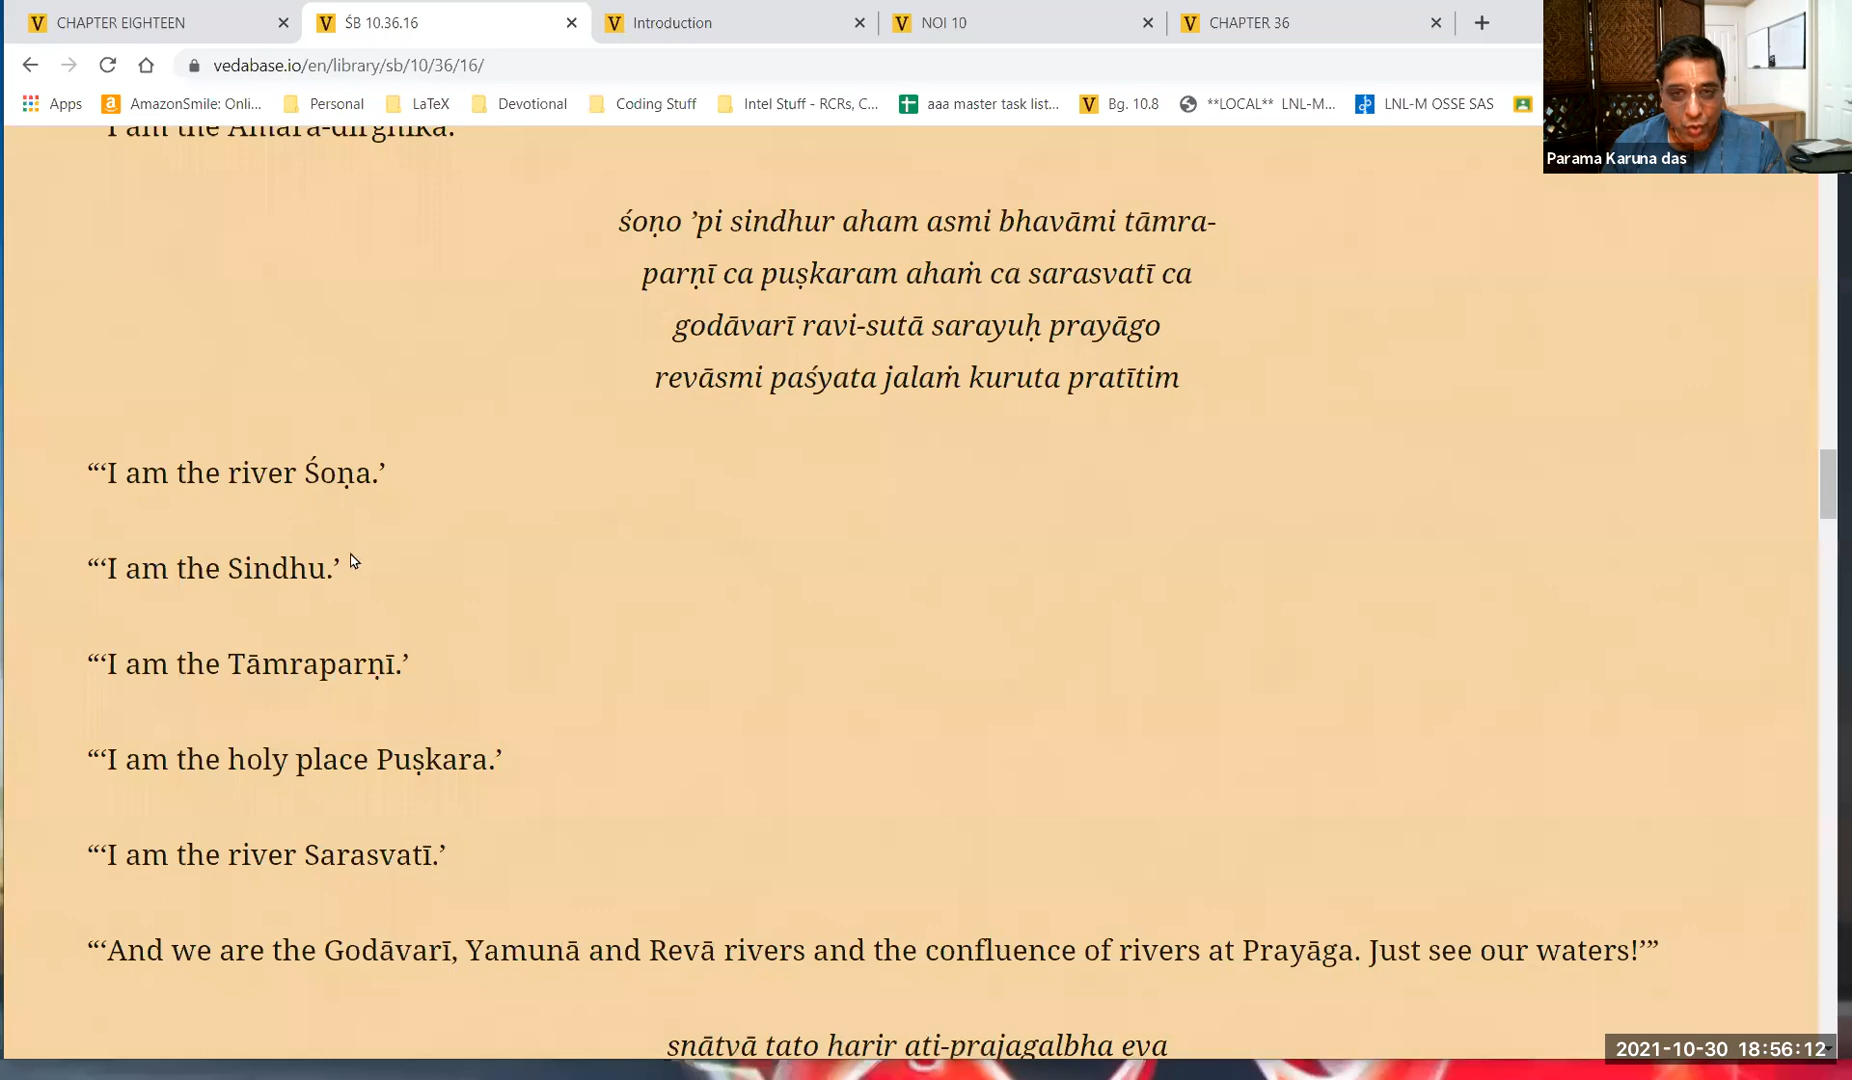 CHAPTER EIGHTEEN
ŚB 10.36.16
Introduction
NOI 10
CHAPTER 36
vedabase.io/en/library/sb/10/36/16/
Apps
AmazonSmile: Onli...
Personal
LaTeX
Devotional
Coding Stuff
Intel Stuff - RCRs, C...
aaa master task list...
Bg. 10.8
**LOCAL** LNL-M...
LNL-M OSSE SAS
Parama Karuna das
I am the Amara-dīrghikā.
śoṇo ’pi sindhur aham asmi bhavāmi tāmra-
parṇī ca puṣkaram ahaṁ ca sarasvatī ca
godāvarī ravi-sutā sarayuḥ prayāgo
revāsmi paśyata jalaṁ kuruta pratītim
“‘I am the river Śoṇa.’
“‘I am the Sindhu.’
“‘I am the Tāmraparṇī.’
“‘I am the holy place Puṣkara.’
“‘I am the river Sarasvatī.’
“‘And we are the Godāvarī, Yamunā and Revā rivers and the confluence of rivers at Prayāga. Just see our waters!’”
snātvā tato harir ati-prajagalbha eva
2021-10-30 18:56:12